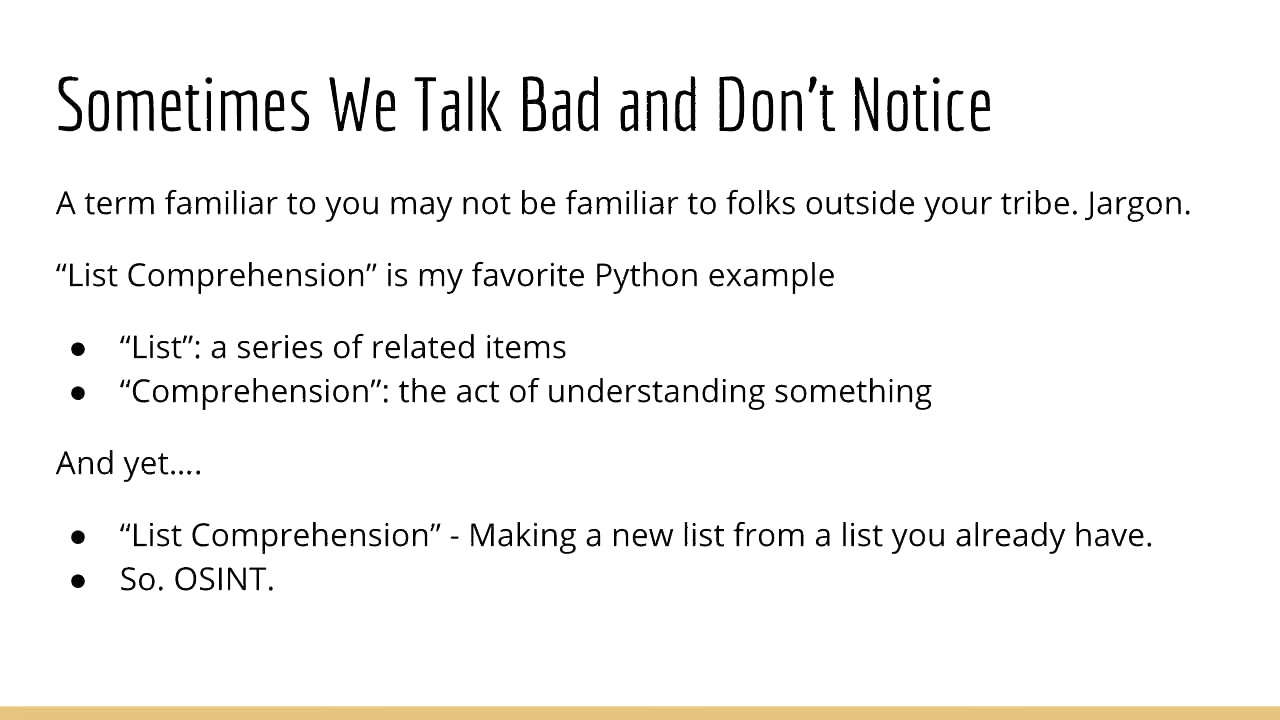 Sometimes We Talk Bad and Don’t Notice
A term familiar to you may not be familiar to folks outside your tribe. Jargon.
“List Comprehension” is my favorite Python example
● “List”: a series of related items
● “Comprehension”: the act of understanding something
And yet....
● “List Comprehension” - Making a new list from a list you already have.
● So. OSINT.